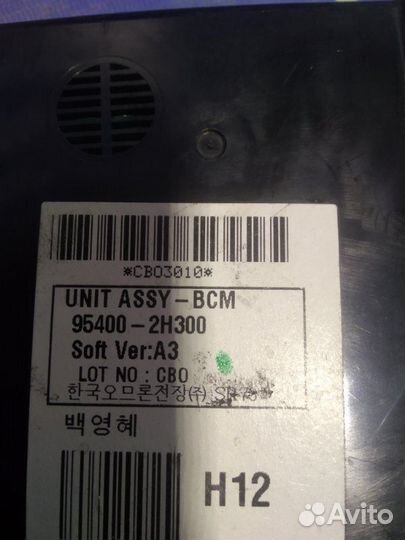 *CBO3010*
UNIT ASSY-BCM
95400-2H300
Soft Ver:A3
LOT NO : CBO
한국오므론전장(주)
백영혜
H12
Avito